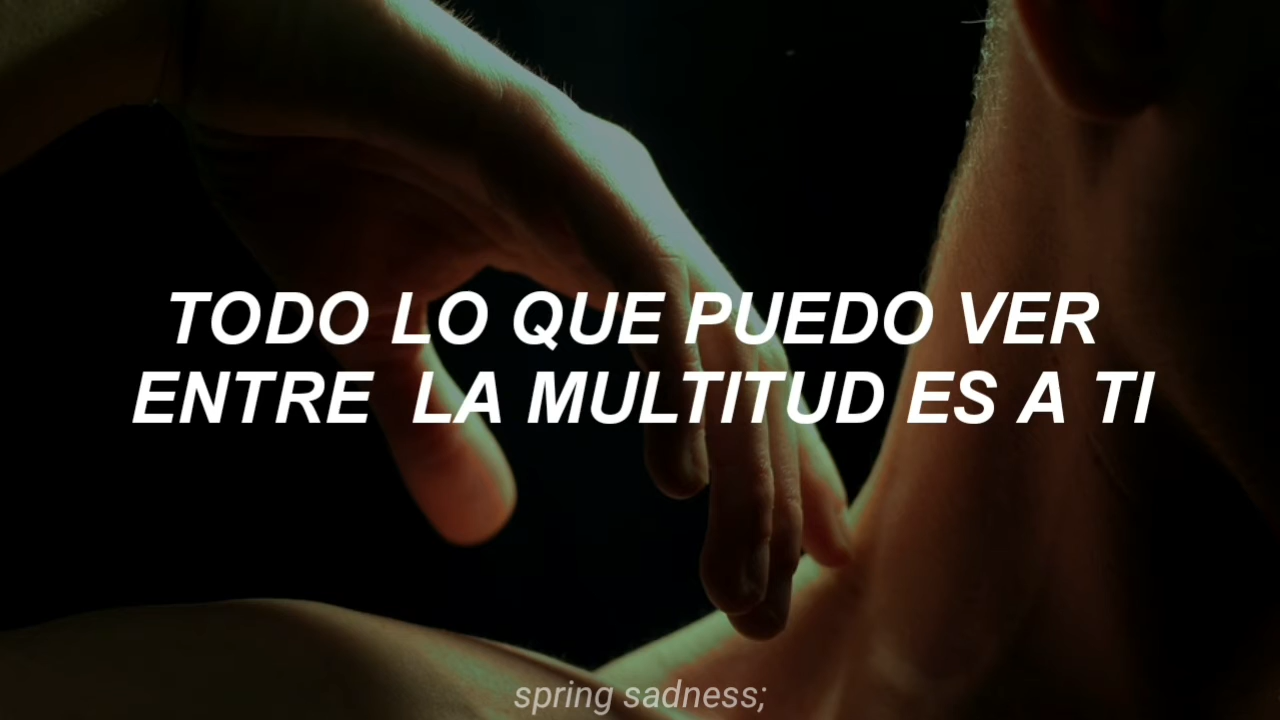 TODO LO QUE PUEDO VER
ENTRE LA MULTITUD ES A TI
spring sadness;